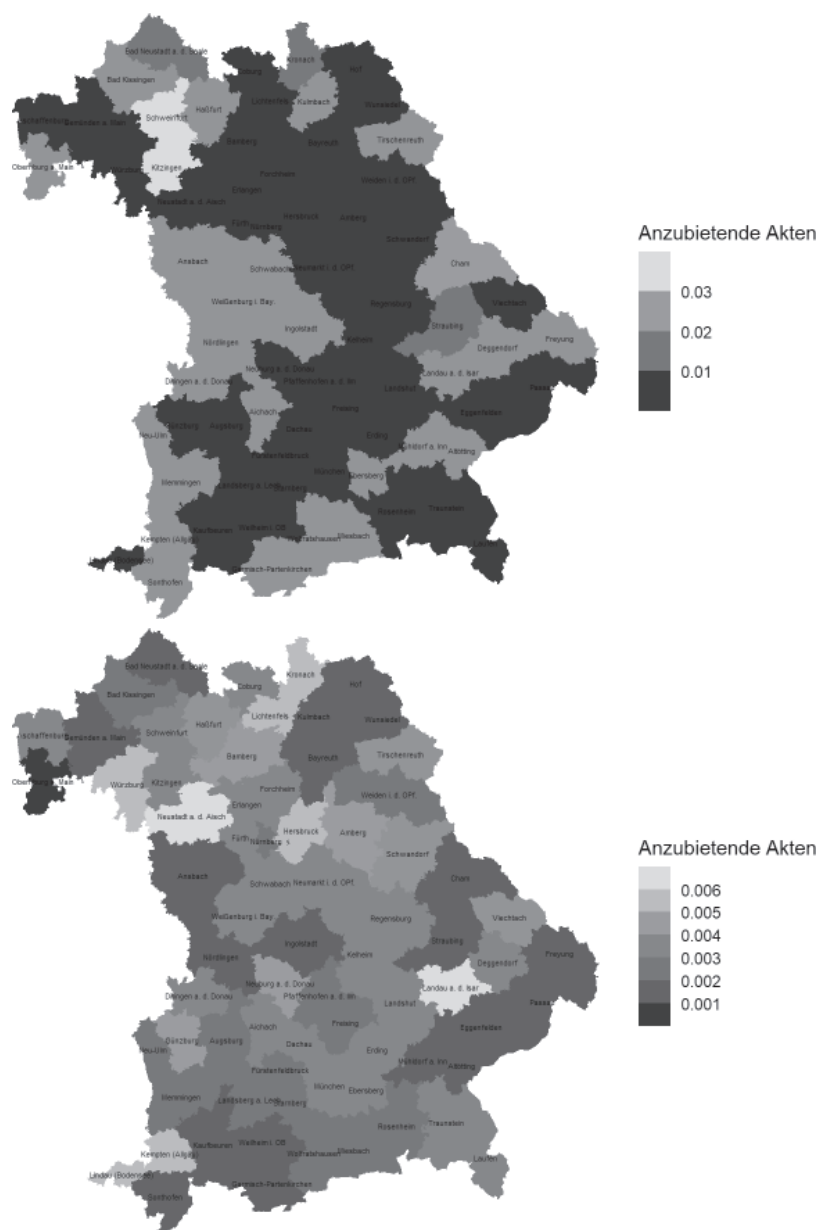 Bad Neustadt a. d. Saale
Kronach
Bad Kissingen
Coburg
Hof
Lichtenfels
Kulmbach
Schweinfurt
Haßfurt
Wunsiedel
Aschaffenburg
Gemünden a. Main
Tirschenreuth
Bamberg
Bayreuth
Obernburg a. Main
Würzburg
Kitzingen
Forchheim
Weiden i. d. OPf.
Erlangen
Neustadt a. d. Aisch
Hersbruck
Amberg
Fürth
Nürnberg
Schwandorf
Anzubietende Akten
Ansbach
Schwabach
Neumarkt i. d. OPf.
Cham
0.03
Weißenburg i. Bay.
Regensburg
Viechtach
Straubing
Ingolstadt
0.02
Nördlingen
Kelheim
Deggendorf
Freyung
Neuburg a. d. Donau
0.01
Dillingen a. d. Donau
Pfaffenhofen a. d. Ilm
Landshut
Landau a. d. Isar
Passau
Aichach
Freising
Eggenfelden
Neu-Ulm
Günzburg
Augsburg
Dachau
Erding
Mühldorf a. Inn
Altötting
Fürstenfeldbruck
München
Ebersberg
Memmingen
Landsberg a. Lech
Starnberg
Rosenheim
Traunstein
Kaufbeuren
Weilheim i. OB
Wolfratshausen
Miesbach
Kempten (Allgäu)
Laufen
Lindau (Bodensee)
Garmisch-Partenkirchen
Sonthofen
Bad Neustadt a. d. Saale
Kronach
Bad Kissingen
Coburg
Hof
Lichtenfels
Kulmbach
Schweinfurt
Haßfurt
Wunsiedel
Aschaffenburg
Gemünden a. Main
Tirschenreuth
Bamberg
Bayreuth
Obernburg a. Main
Würzburg
Kitzingen
Forchheim
Weiden i. d. OPf.
Erlangen
Neustadt a. d. Aisch
Hersbruck
Amberg
Fürth
Nürnberg
Schwandorf
Anzubietende Akten
Ansbach
Schwabach
Neumarkt i. d. OPf.
Cham
0.006
Weißenburg i. Bay.
Regensburg
Viechtach
0.005
Straubing
Ingolstadt
0.004
Nördlingen
Kelheim
Deggendorf
Freyung
0.003
Neuburg a. d. Donau
0.002
Dillingen a. d. Donau
Pfaffenhofen a. d. Ilm
Landshut
Landau a. d. Isar
Passau
0.001
Aichach
Freising
Eggenfelden
Neu-Ulm
Günzburg
Augsburg
Dachau
Erding
Mühldorf a. Inn
Altötting
Fürstenfeldbruck
München
Ebersberg
Memmingen
Landsberg a. Lech
Starnberg
Rosenheim
Traunstein
Kaufbeuren
Weilheim i. OB
Wolfratshausen
Miesbach
Kempten (Allgäu)
Laufen
Lindau (Bodensee)
Garmisch-Partenkirchen
Sonthofen